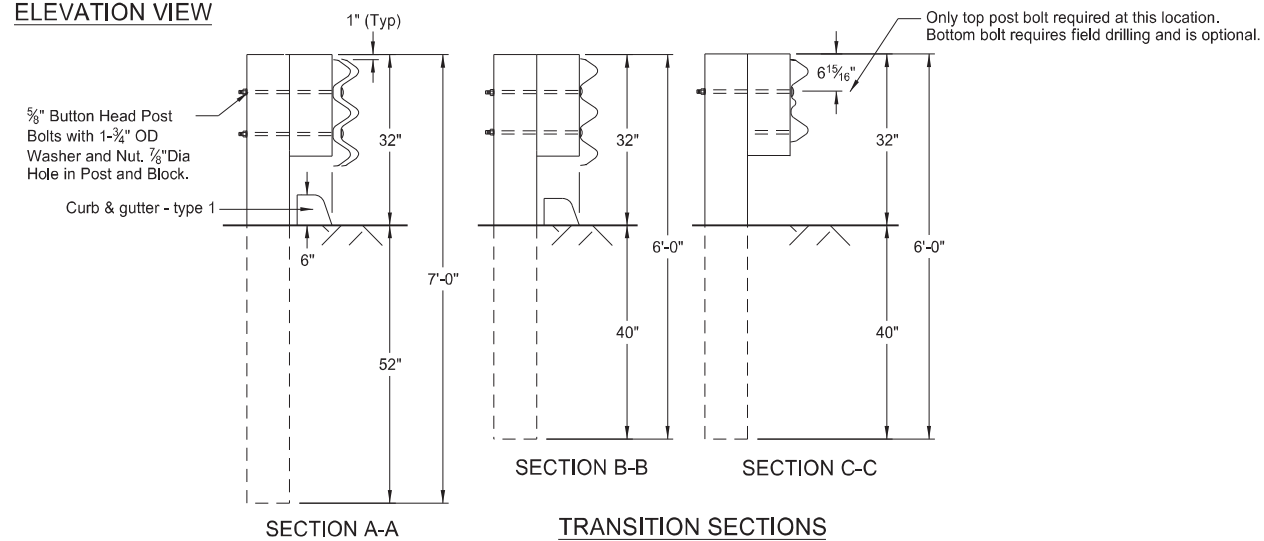 ELEVATION VIEW
1" (Typ)
Only top post bolt required at this location.
Bottom bolt requires field drilling and is optional.
6 15/16"
5/8" Button Head Post
Bolts with 1-3/4" OD
Washer and Nut. 7/8"Dia
Hole in Post and Block.
32"
32"
32"
Curb & gutter - type 1
6"
7'-0"
6'-0"
6'-0"
52"
40"
40"
SECTION B-B
SECTION C-C
SECTION A-A
TRANSITION SECTIONS